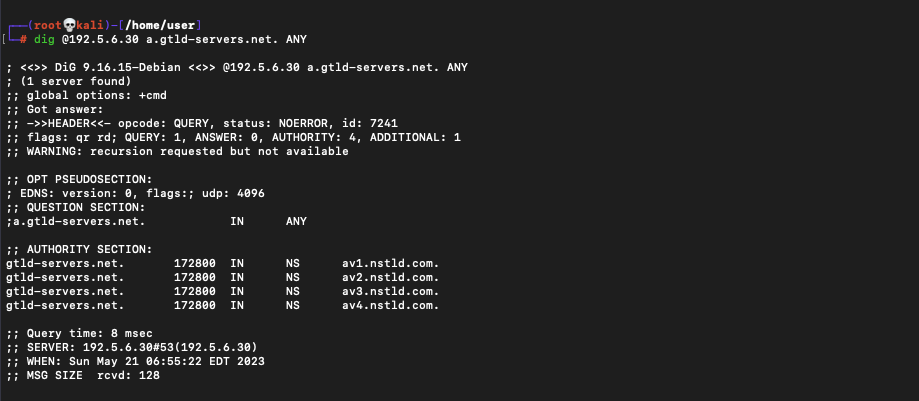 ┌──(root💀kali)-[/home/user]
└─# dig @192.5.6.30 a.gtld-servers.net. ANY
; <<>> DiG 9.16.15-Debian <<>> @192.5.6.30 a.gtld-servers.net. ANY
; (1 server found)
;; global options: +cmd
;; Got answer:
;; ->>HEADER<<- opcode: QUERY, status: NOERROR, id: 7241
;; flags: qr rd; QUERY: 1, ANSWER: 0, AUTHORITY: 4, ADDITIONAL: 1
;; WARNING: recursion requested but not available
;; OPT PSEUDOSECTION:
; EDNS: version: 0, flags:; udp: 4096
;; QUESTION SECTION:
;a.gtld-servers.net. IN ANY
;; AUTHORITY SECTION:
gtld-servers.net. 172800 IN NS av1.nstld.com.
gtld-servers.net. 172800 IN NS av2.nstld.com.
gtld-servers.net. 172800 IN NS av3.nstld.com.
gtld-servers.net. 172800 IN NS av4.nstld.com.
;; Query time: 8 msec
;; SERVER: 192.5.6.30#53(192.5.6.30)
;; WHEN: Sun May 21 06:55:22 EDT 2023
;; MSG SIZE rcvd: 128